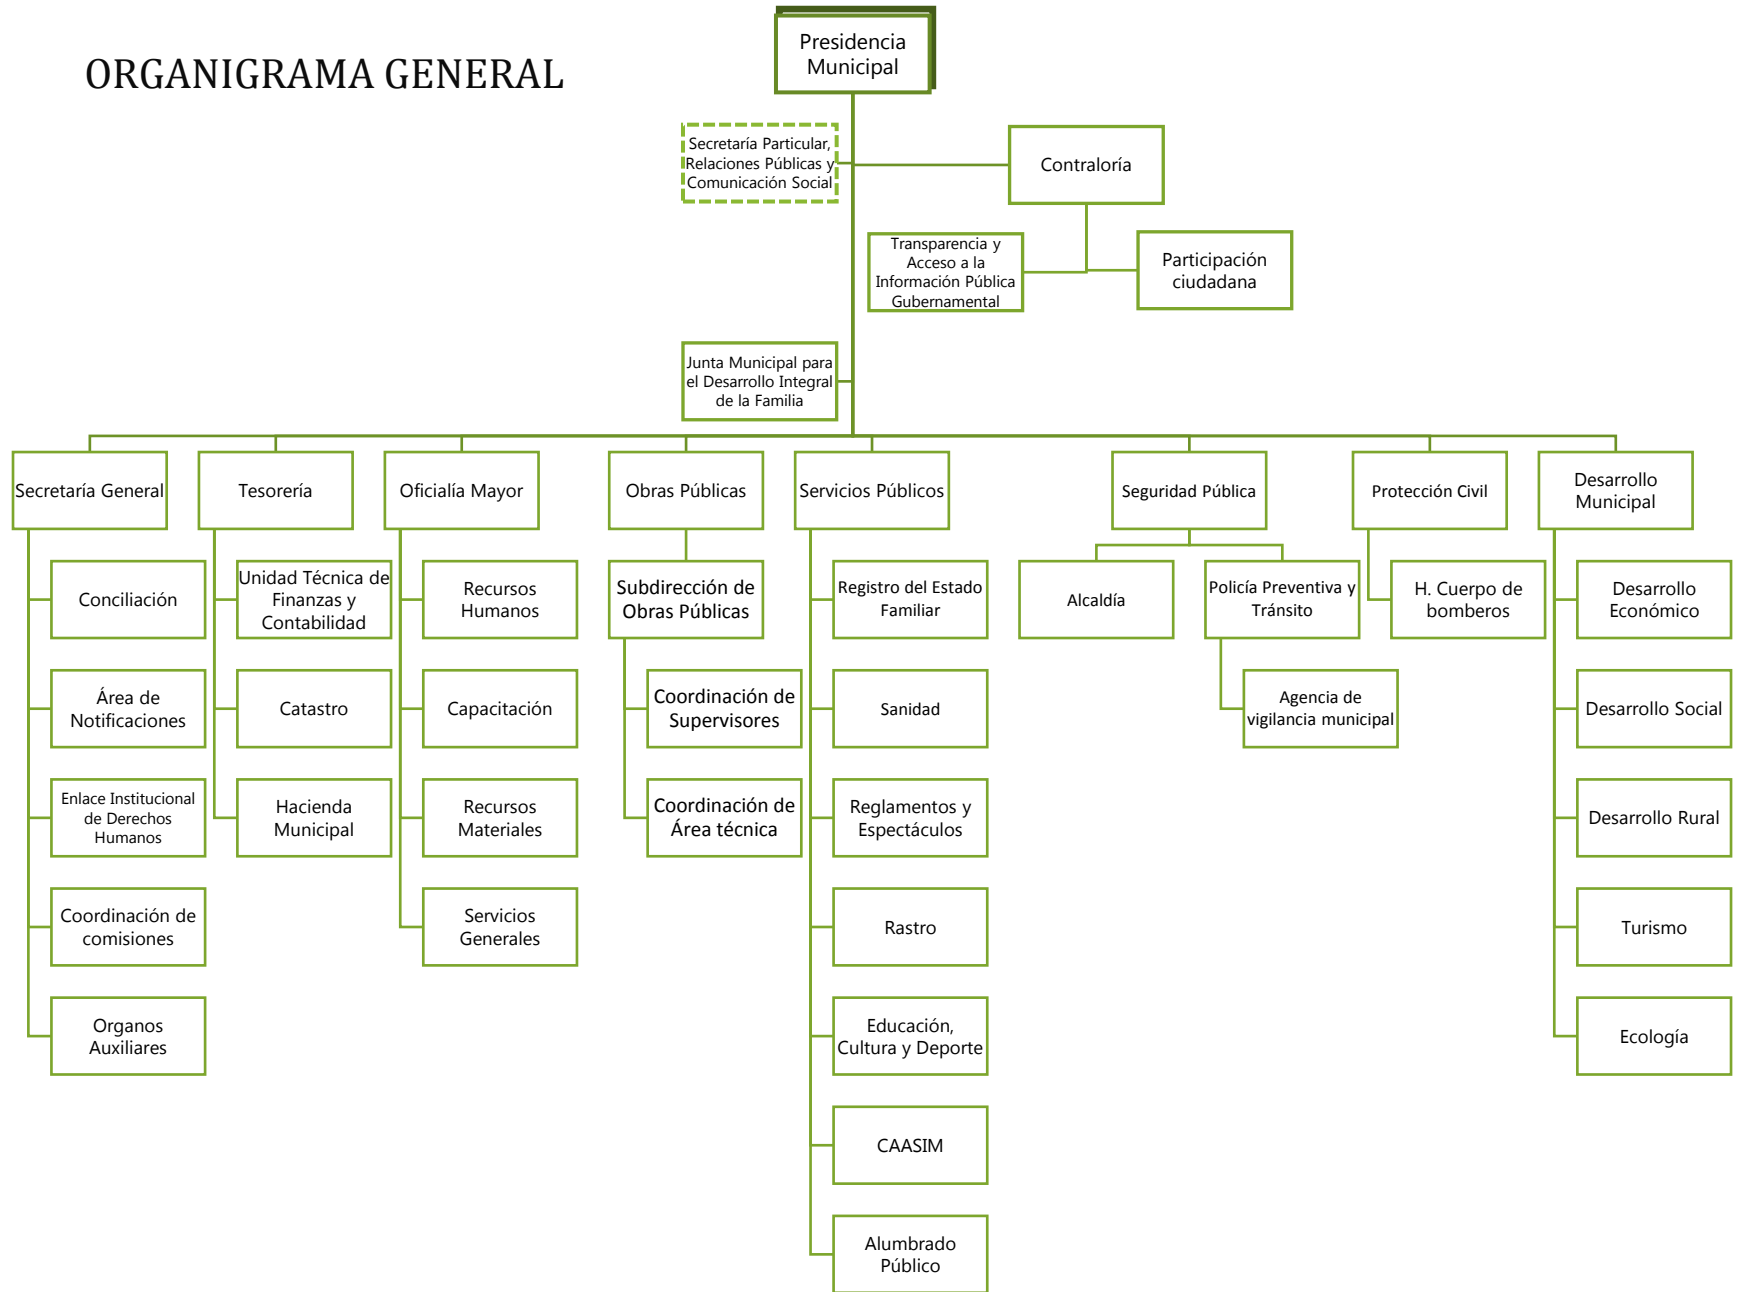 ORGANIGRAMA GENERAL
Presidencia
Municipal
Secretaría Particular,
Relaciones Públicas y
Comunicación Social
Contraloría
Transparencia y
Acceso a la
Información Pública
Gubernamental
Participación
ciudadana
Junta Municipal para
el Desarrollo Integral
de la Familia
Secretaría General
Tesorería
Oficialía Mayor
Obras Públicas
Servicios Públicos
Seguridad Pública
Protección Civil
Desarrollo
Municipal
Conciliación
Área de
Notificaciones
Enlace Institucional
de Derechos
Humanos
Coordinación de
comisiones
Organos
Auxiliares
Unidad Técnica de
Finanzas y
Contabilidad
Catastro
Hacienda
Municipal
Recursos
Humanos
Capacitación
Recursos
Materiales
Servicios
Generales
Subdirección de
Obras Públicas
Coordinación de
Supervisores
Coordinación de
Área técnica
Registro del Estado
Familiar
Sanidad
Reglamentos y
Espectáculos
Rastro
Educación,
Cultura y Deporte
CAASIM
Alumbrado
Público
Alcaldía
Policía Preventiva y
Tránsito
Agencia de
vigilancia municipal
H. Cuerpo de
bomberos
Desarrollo
Económico
Desarrollo Social
Desarrollo Rural
Turismo
Ecología